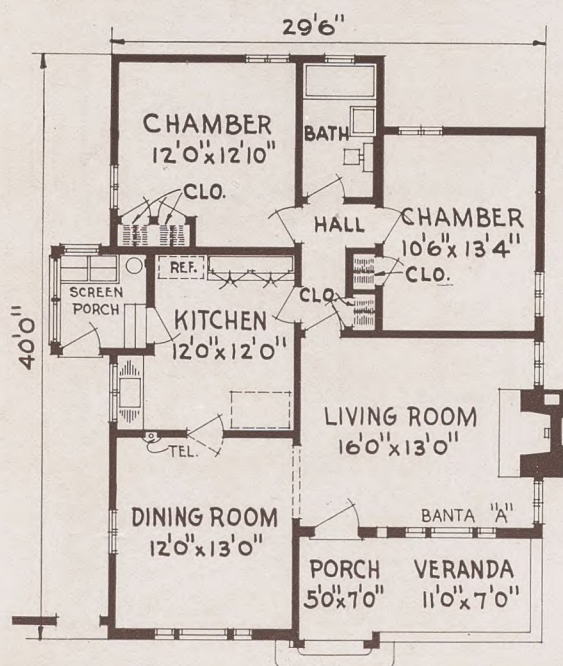 29'6"
CHAMBER
12'0"x12'10"
CLO.
BATH
HALL
CHAMBER
10'6"x13'4"
CLO.
CLO.
REF.
SCREEN
PORCH
KITCHEN
12'0"x12'0"
40'0"
LIVING ROOM
16'0"x13'0"
TEL.
DINING ROOM
12'0"x13'0"
BANTA "A"
PORCH
5'0"x7'0"
VERANDA
11'0"x7'0"